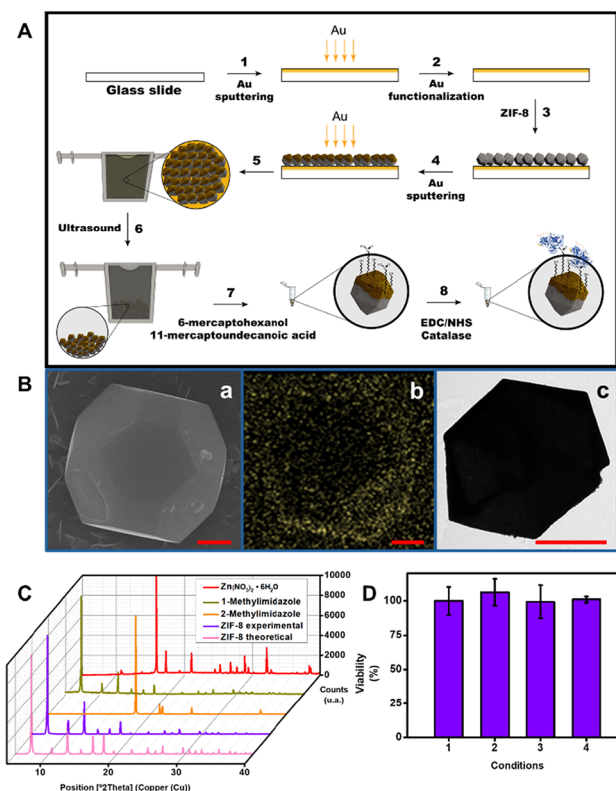 A
Au
1
2
Glass slide
Au
sputtering
Au
functionalization
Au
ZIF-8
3
5
4
Au
sputtering
Ultrasound
6
7
8
6-mercaptohexanol
11-mercaptoundecanoic acid
EDC/NHS
Catalase
B
a
b
c
C
Zn(NO₃)₂ • 6H₂O
1-Methylimidazole
2-Methylimidazole
ZIF-8 experimental
ZIF-8 theoretical
10000
8000
6000
4000
2000
0
Counts
(u.a.)
10
20
30
40
Position [°2Theta] (Copper (Cu))
D
Viability
(%)
125
100
75
50
25
0
1
2
3
4
Conditions